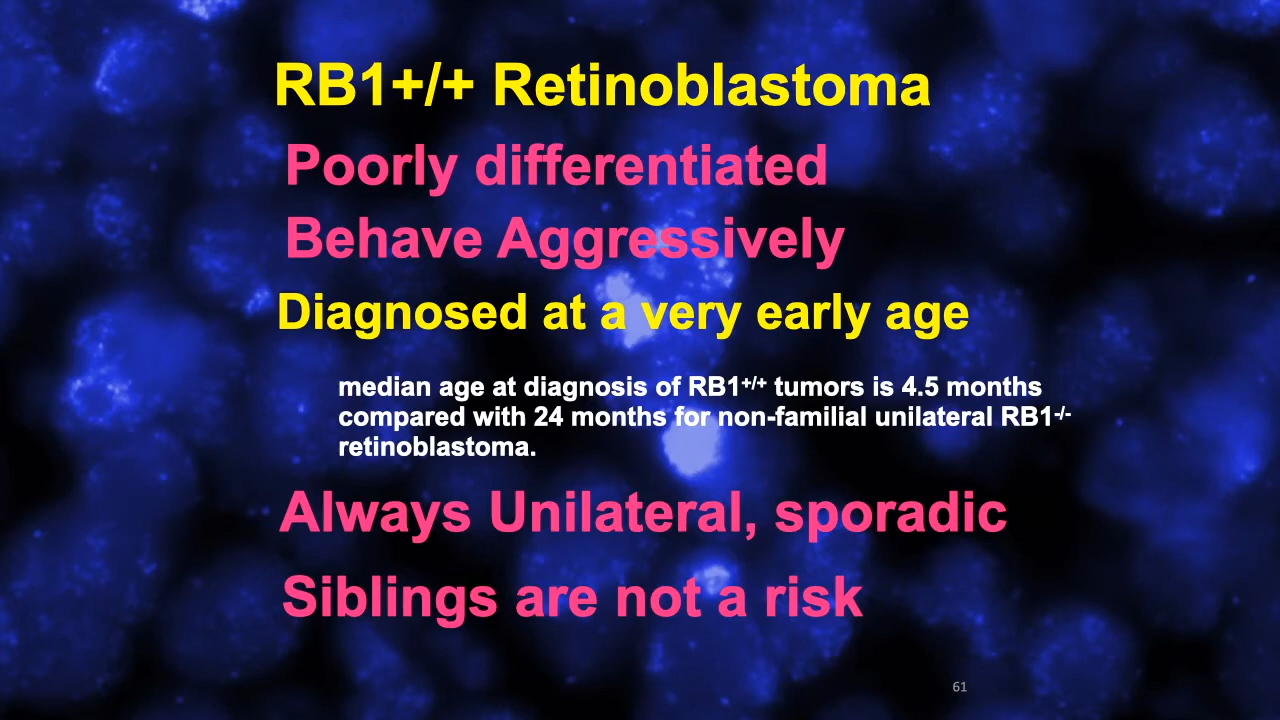 RB1+/+ Retinoblastoma
Poorly differentiated
Behave Aggressively
Diagnosed at a very early age
median age at diagnosis of RB1+/+ tumors is 4.5 months
compared with 24 months for non-familial unilateral RB1-/-
retinoblastoma.
Always Unilateral, sporadic
Siblings are not a risk
61